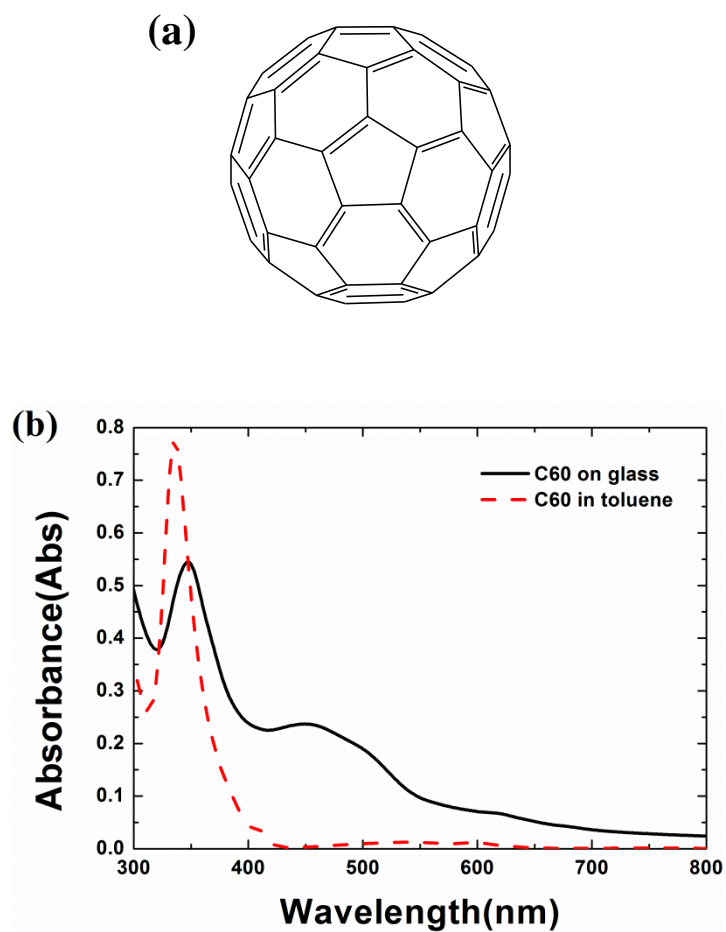 (a)
(b)
0.8
0.7
0.6
0.5
0.4
0.3
0.2
0.1
0.0
Absorbance(Abs)
C60 on glass
C60 in toluene
300 400 500 600 700 800
Wavelength(nm)